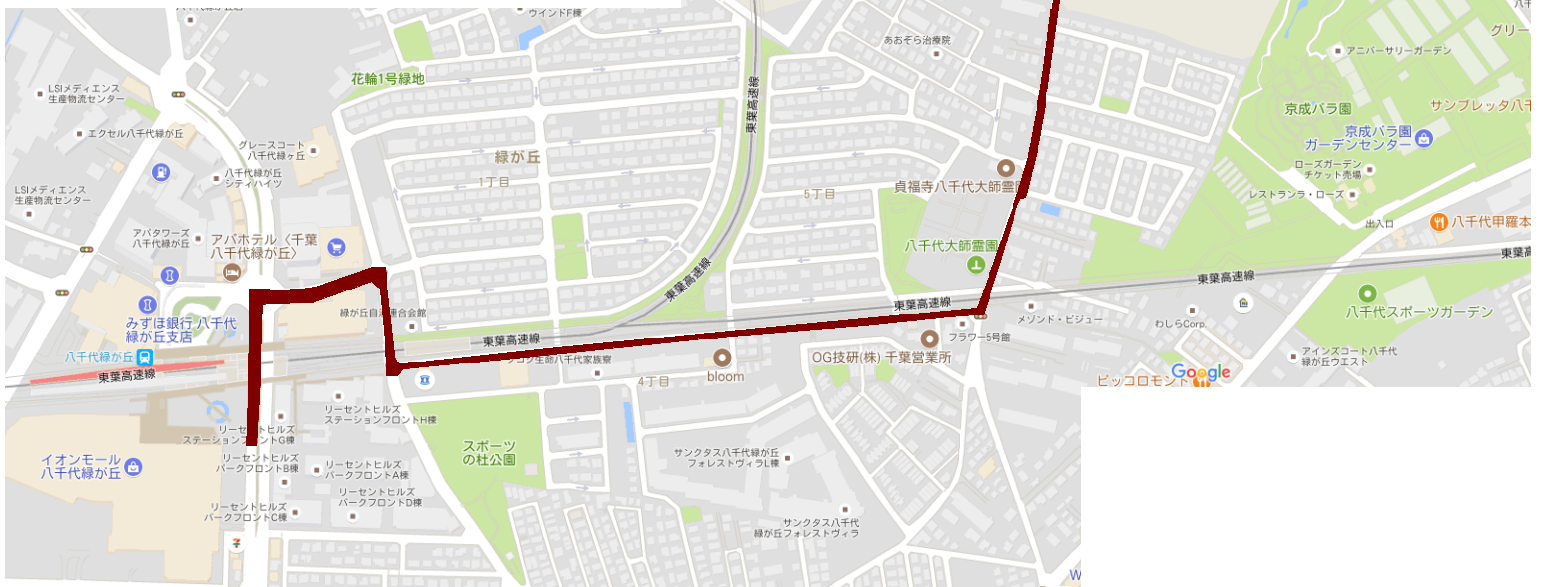 ウインドF棟
あおぞら治療院
アニバーサリーガーデン
グリー
花輪1号緑地
LSIメディエンス
生産物流センター
エクセル八千代緑が丘
グレースコート
八千代緑ヶ丘
八千代緑が丘
シティハイツ
LSIメディエンス
生産物流センター
東葉高速線
緑が丘
1丁目
5丁目
京成バラ園
サンブレッタ八千
京成バラ園
ガーデンセンター
ローズガーデン
チケット売場
レストランラ・ローズ
貞福寺八千代大師霊園
出入口
八千代甲羅本
アパタワーズ
八千代緑が丘
アパホテル〈千葉
八千代緑が丘〉
八千代大師霊園
東葉高速線
東葉高速線
東葉高
東葉高速線
みずほ銀行 八千代
緑が丘支店
八千代緑が丘
東葉高速線
東葉高速線
メゾンド・ビジュー
わしらCorp.
八千代スポーツガーデン
フラワー5号館
OG技研(株) 千葉営業所
bloom
4丁目
アインズコート八千代
緑が丘ウエスト
Google
ピッコロモンド
リーセントヒルズ
ステーションフロントH棟
リーセントヒルズ
ステーションフロントG棟
スポーツ
の杜公園
イオンモール
八千代緑が丘
リーセントヒルズ
パークフロントB棟
リーセントヒルズ
パークフロントA棟
リーセントヒルズ
パークフロントD棟
リーセントヒルズ
パークフロントC棟
サンクタス八千代緑が丘
フォレストヴィラL棟
サンクタス八千代
緑が丘フォレストヴィラ
W